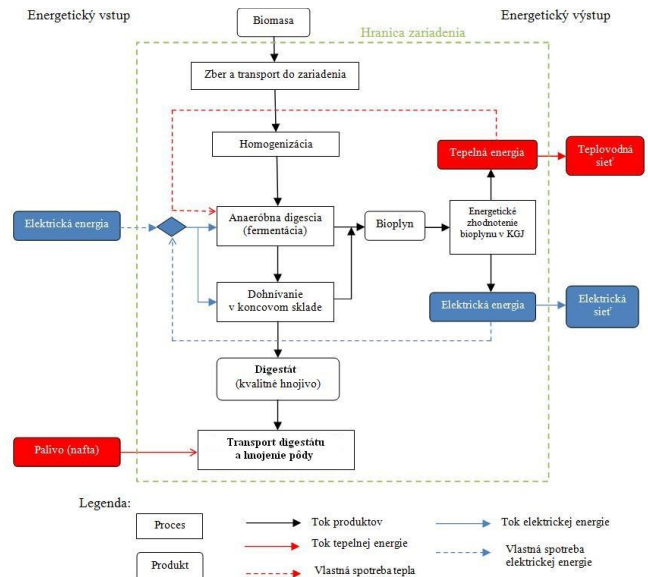 Energetický vstup
Biomasa
Energetický výstup
Hranica zariadenia
Zber a transport do zariadenia
Homogenizácia
Tepelná energia
Teplovodná
sieť
Elektrická energia
Anaeróbna digescia
(fermentácia)
Bioplyn
Energetické
zhodnotenie
bioplynu v KGJ
Dohnívanie
v koncovom sklade
Elektrická energia
Elektrická
sieť
Digestát
(kvalitné hnojivo)
Palivo (nafta)
Transport digestátu
a hnojenie pôdy
Legenda:
Proces
Tok produktov
Tok elektrickej energie
Tok tepelnej energie
Produkt
Vlastná spotreba
elektrickej energie
Vlastná spotreba tepla